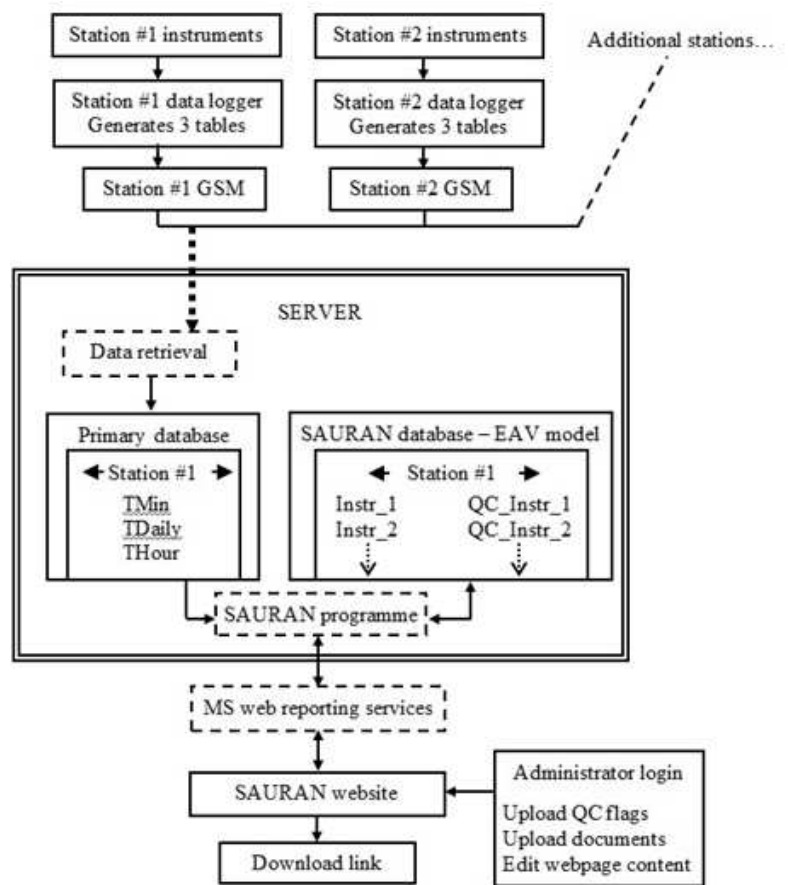 Station #1 instruments
Station #2 instruments
Additional stations…
Station #1 data logger
Generates 3 tables
Station #2 data logger
Generates 3 tables
Station #1 GSM
Station #2 GSM
SERVER
Data retrieval
Primary database
Station #1
TMin
TDaily
THour
SAURAN database – EAV model
Station #1
Instr_1
QC_Instr_1
Instr_2
QC_Instr_2
SAURAN programme
MS web reporting services
SAURAN website
Administrator login
Upload QC flags
Upload documents
Edit webpage content
Download link